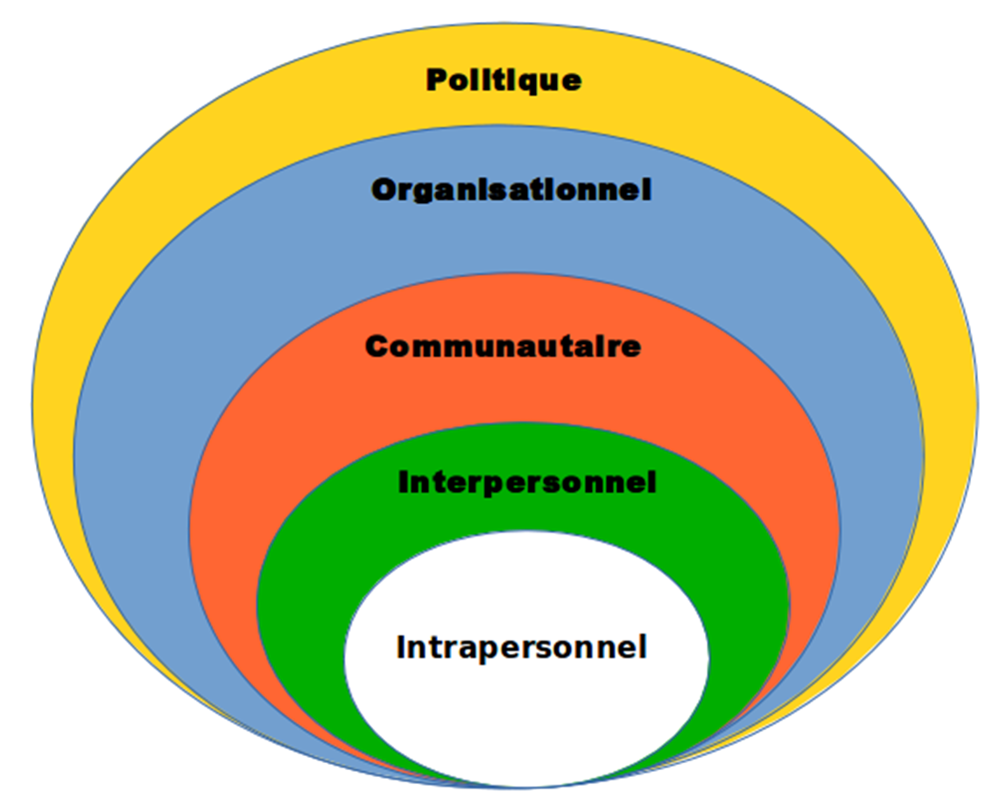 Politique
Organisationnel
Communautaire
Interpersonnel
Intrapersonnel